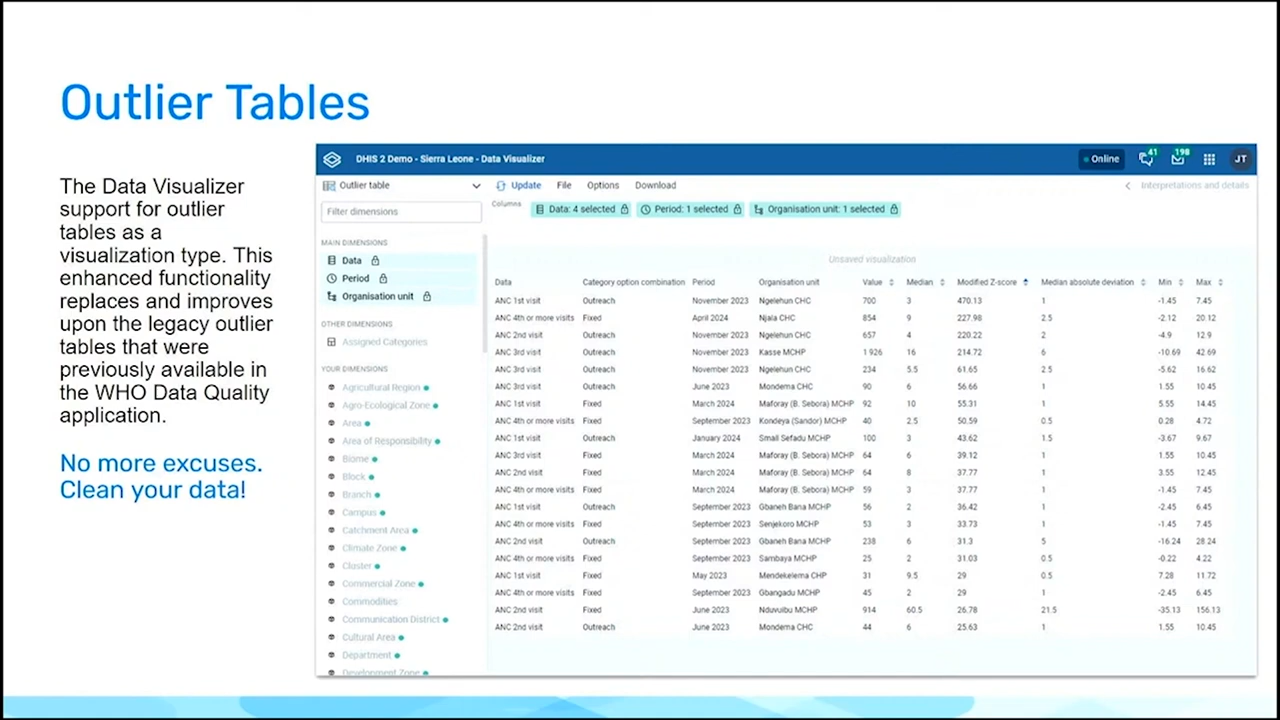 Outlier Tables
The Data Visualizer
support for outlier
tables as a
visualization type. This
enhanced functionality
replaces and improves
upon the legacy outlier
tables that were
previously available in
the WHO Data Quality
application.
No more excuses.
Clean your data!
DHIS 2 Demo - Sierra Leone - Data Visualizer
Online 41 198 JT
Outlier table Update File Options Download Interpretations and details
Filter dimensions
Columns Data: 4 selected Period: 1 selected Organisation unit: 1 selected
MAIN DIMENSIONS
Data
Period
Organisation unit
OTHER DIMENSIONS
Assigned Categories
YOUR DIMENSIONS
Agricultural Region
Agro-Ecological Zone
Area
Area of Responsibility
Biome
Block
Branch
Campus
Catchment Area
Climate Zone
Closter
Commercial Zone
Commodities
Communication District
Cultural Area
Department
Development Zone
Unsaved visualization
Data Category option combination Period Organisation unit Value Median Modified Z-score Median absolute deviation Min Max
ANC 1st visit Outreach November 2023 Ngelehun CHC 700 3 470.13 1 -1.45 7.45
ANC 4th or more visits Fixed April 2024 Njala CHC 854 9 227.98 2.5 -2.12 20.12
ANC 2nd visit Outreach November 2023 Ngelehun CHC 657 4 220.22 2 -4.9 12.9
ANC 3rd visit Outreach November 2023 Kasse MCHP 1 926 16 214.72 6 -10.69 42.69
ANC 3rd visit Outreach November 2023 Ngelehun CHC 234 5.5 61.65 2.5 -5.62 16.62
ANC 3rd visit Outreach June 2023 Mondema CHC 90 6 56.66 1 1.55 10.45
ANC 1st visit Fixed March 2024 Maforay (B. Sebora) MCHP 92 10 55.31 1 5.55 14.45
ANC 4th or more visits Fixed September 2023 Kondeya (Sandor) MCHP 40 2.5 50.59 0.5 0.28 4.72
ANC 1st visit Outreach January 2024 Small Sefadu MCHP 100 3 43.62 1.5 -3.67 9.67
ANC 3rd visit Fixed March 2024 Maforay (B. Sebora) MCHP 64 6 39.12 1 1.55 10.45
ANC 2nd visit Fixed March 2024 Maforay (B. Sebora) MCHP 64 8 37.77 1 3.55 12.45
ANC 4th or more visits Fixed March 2024 Maforay (B. Sebora) MCHP 59 3 37.77 1 -1.45 7.45
ANC 1st visit Outreach September 2023 Gbaneh Bana MCHP 56 2 36.42 1 -2.45 6.45
ANC 4th or more visits Fixed September 2023 Senjekoro MCHP 53 3 33.73 1 -1.45 7.45
ANC 2nd visit Outreach September 2023 Gbaneh Bana MCHP 238 6 31.3 5 -16.24 28.24
ANC 4th or more visits Fixed September 2023 Sambaya MCHP 25 2 31.03 0.5 -0.22 4.22
ANC 1st visit Fixed May 2023 Mendekelema CHP 31 9.5 29 0.5 7.28 11.72
ANC 4th or more visits Fixed September 2023 Gbangadu MCHP 45 2 29 1 -2.45 6.45
ANC 2nd visit Fixed June 2023 Nduvuibu MCHP 914 60.5 26.78 21.5 -35.13 156.13
ANC 2nd visit Outreach June 2023 Mondema CHC 44 6 25.63 1 1.55 10.45